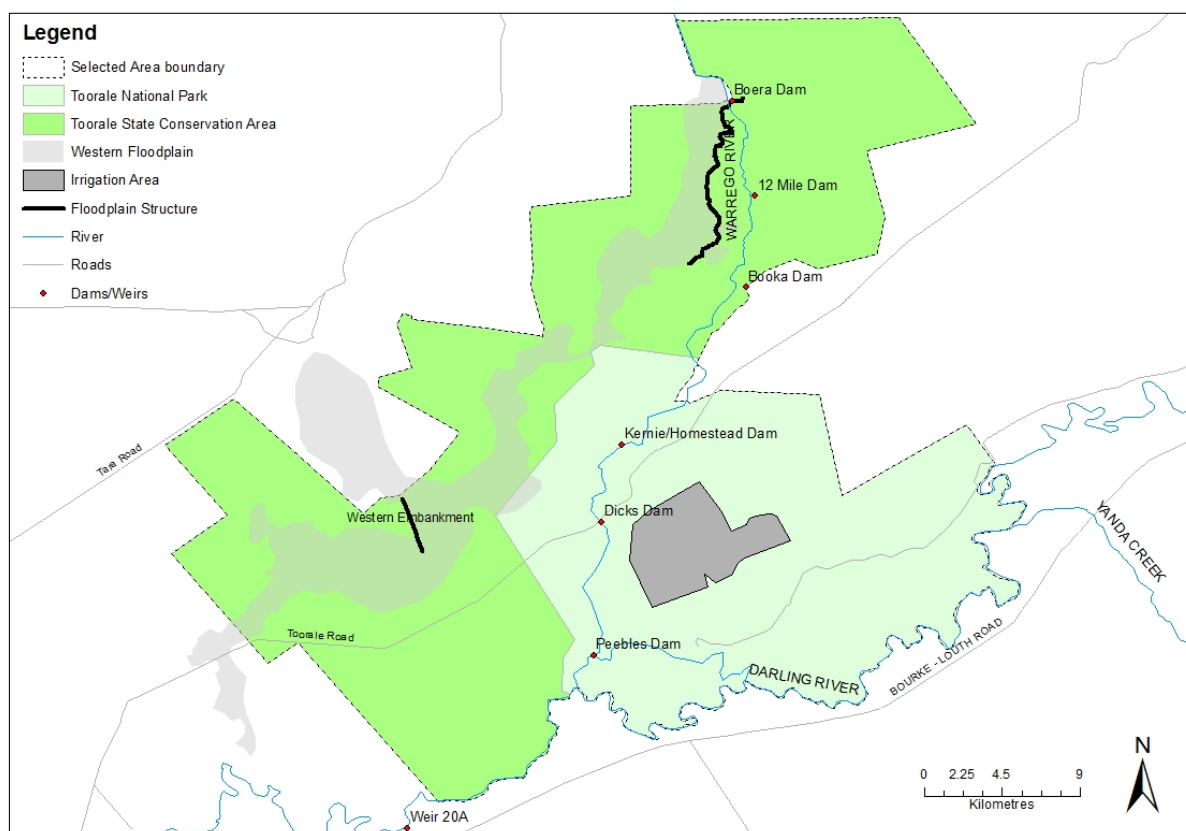 Legend
Selected Area boundary
Toorale National Park
Toorale State Conservation Area
Western Floodplain
Irrigation Area
Floodplain Structure
River
Roads
Dams/Weirs
Boera Dam
WARREGO RIVER
12 Mile Dam
Booka Dam
Kernie/Homestead Dam
Tara Road
Western Embankment
Dicks Dam
YANDA CREEK
Toorale Road
Peebles Dam
DARLING RIVER
BOURKE - LOUTH ROAD
N
0 2.25 4.5 9
Kilometres
Weir 20A